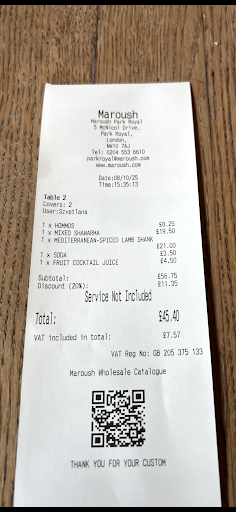 Maroush
Maroush Park Royal
5 McNicol Drive,
Park Royal,
London,
NW10 7AJ
Tel: 0204 553 6610
parkroyal@maroush.com
www.maroush.com
Date:08/10/25
Time:15:35:13
Table 2
Covers: 2
User:Szvetlana
1 x HOMMOS £8.25
1 x MIXED SHAWARMA £19.50
1 x MEDITERRANEAN-SPICED LAMB SHANK
£21.00
1 x SODA £3.50
1 x FRUIT COCKTAIL JUICE £4.50
Subtotal: £56.75
Discount (20%): £11.35
Service Not Included
Total: £45.40
VAT included in total: £7.57
VAT Reg No: GB 205 375 133
Maroush Wholesale Catalogue
THANK YOU FOR YOUR CUSTOM